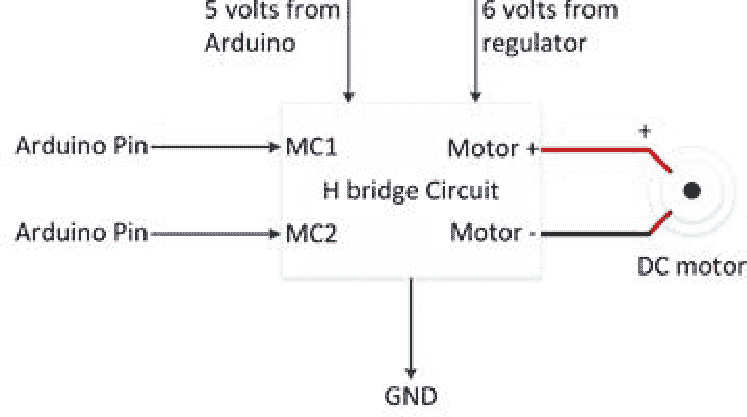 5 volts from
Arduino
6 volts from
regulator
Arduino Pin
MC1
Motor +
+
H bridge Circuit
Arduino Pin
MC2
Motor -
DC motor
GND